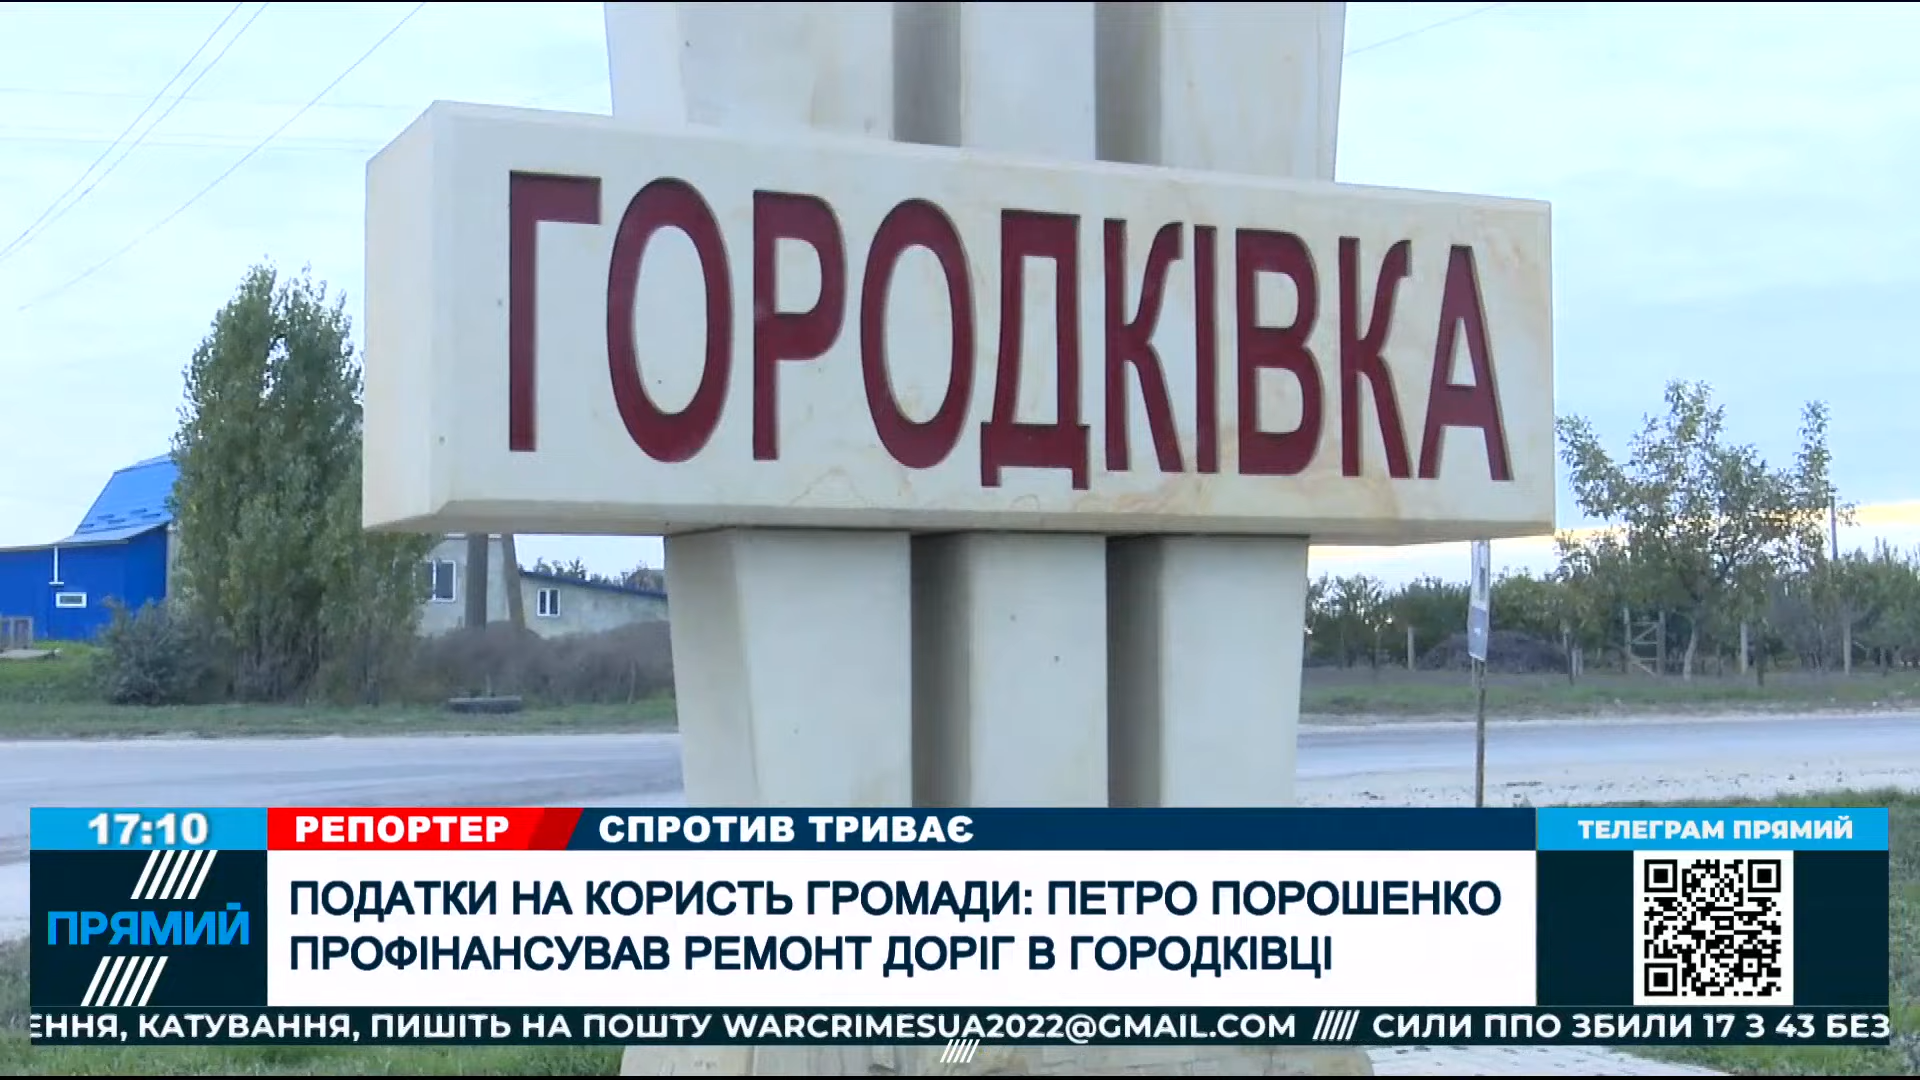 ГОРОДКІВКА
17:10
РЕПОРТЕР
СПРОТИВ ТРИВАЄ
ТЕЛЕГРАМ ПРЯМИЙ
ПРЯМИЙ
ПОДАТКИ НА КОРИСТЬ ГРОМАДИ: ПЕТРО ПОРОШЕНКО
ПРОФІНАНСУВАВ РЕМОНТ ДОРІГ В ГОРОДКІВЦІ
ЕННЯ, КАТУВАННЯ, ПИШІТЬ НА ПОШТУ WARCRIMESUA2022@GMAIL.COM ///// СИЛИ ППО ЗБИЛИ 17 З 43 БЕЗ